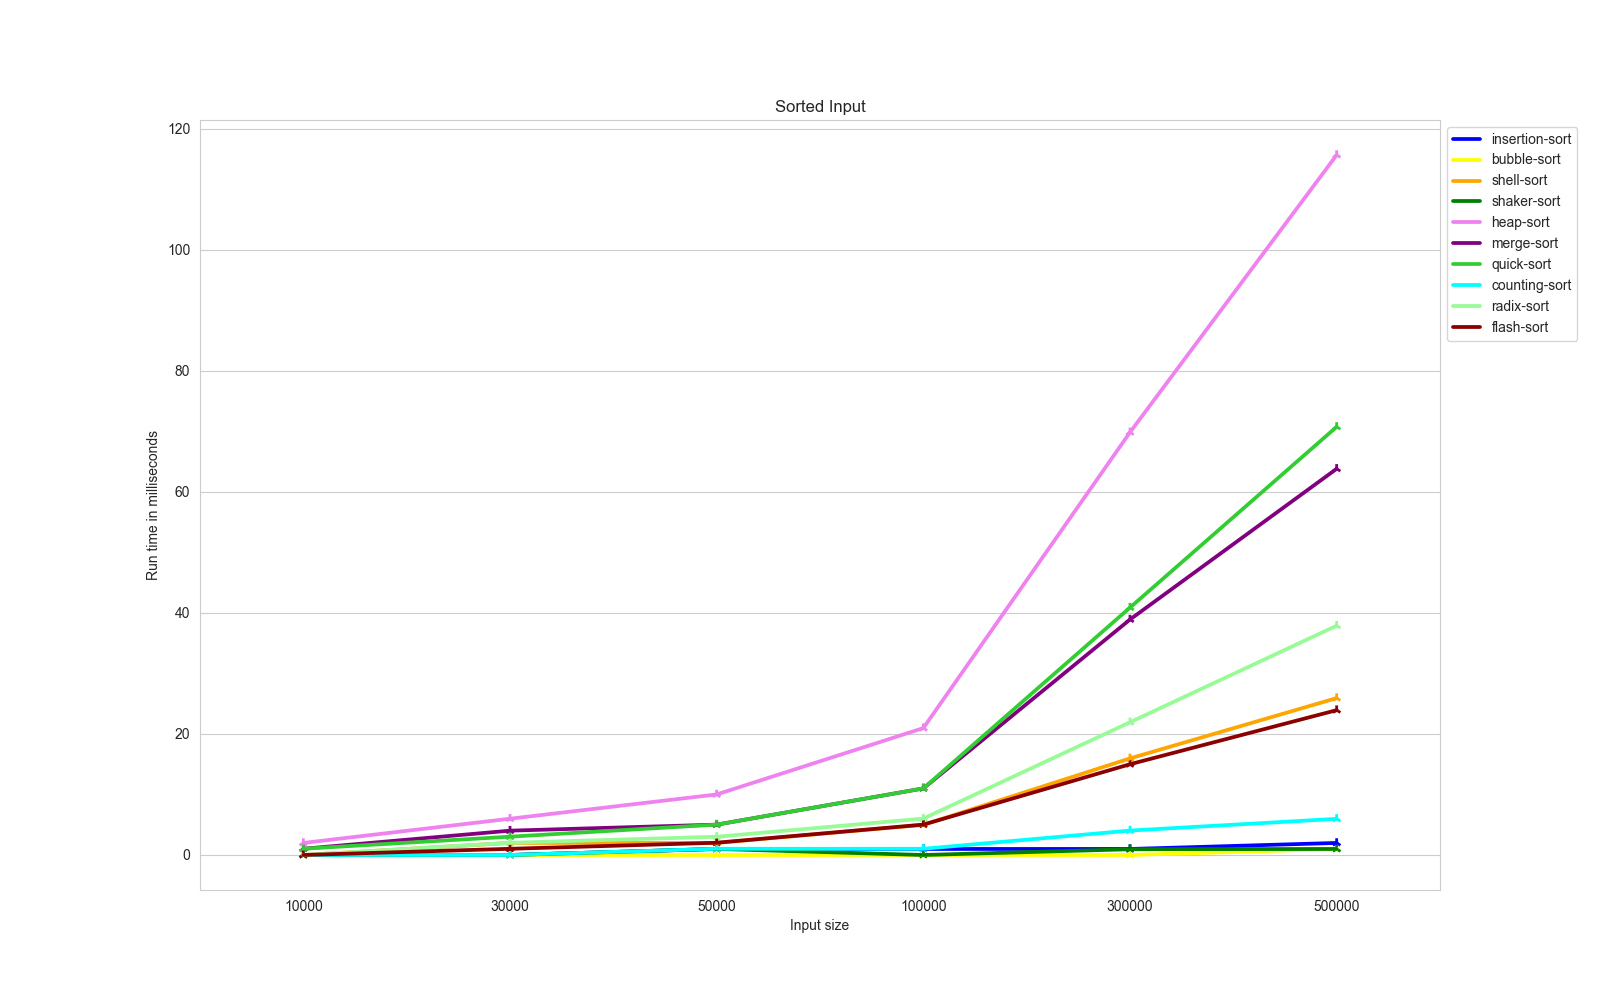 Sorted Input
120
100
80
60
40
20
0
Run time in milliseconds
10000 30000 50000 100000 300000 500000
Input size
insertion-sort
bubble-sort
shell-sort
shaker-sort
heap-sort
merge-sort
quick-sort
counting-sort
radix-sort
flash-sort